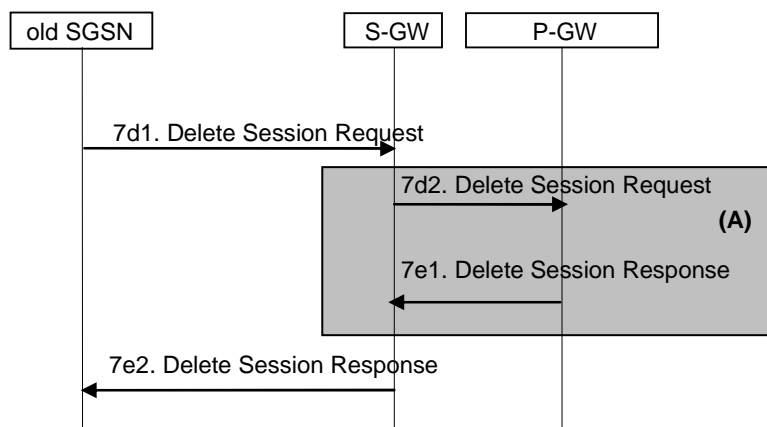 old SGSN
S-GW
P-GW
7d1. Delete Session Request
7d2. Delete Session Request
(A)
7e1. Delete Session Response
7e2. Delete Session Response